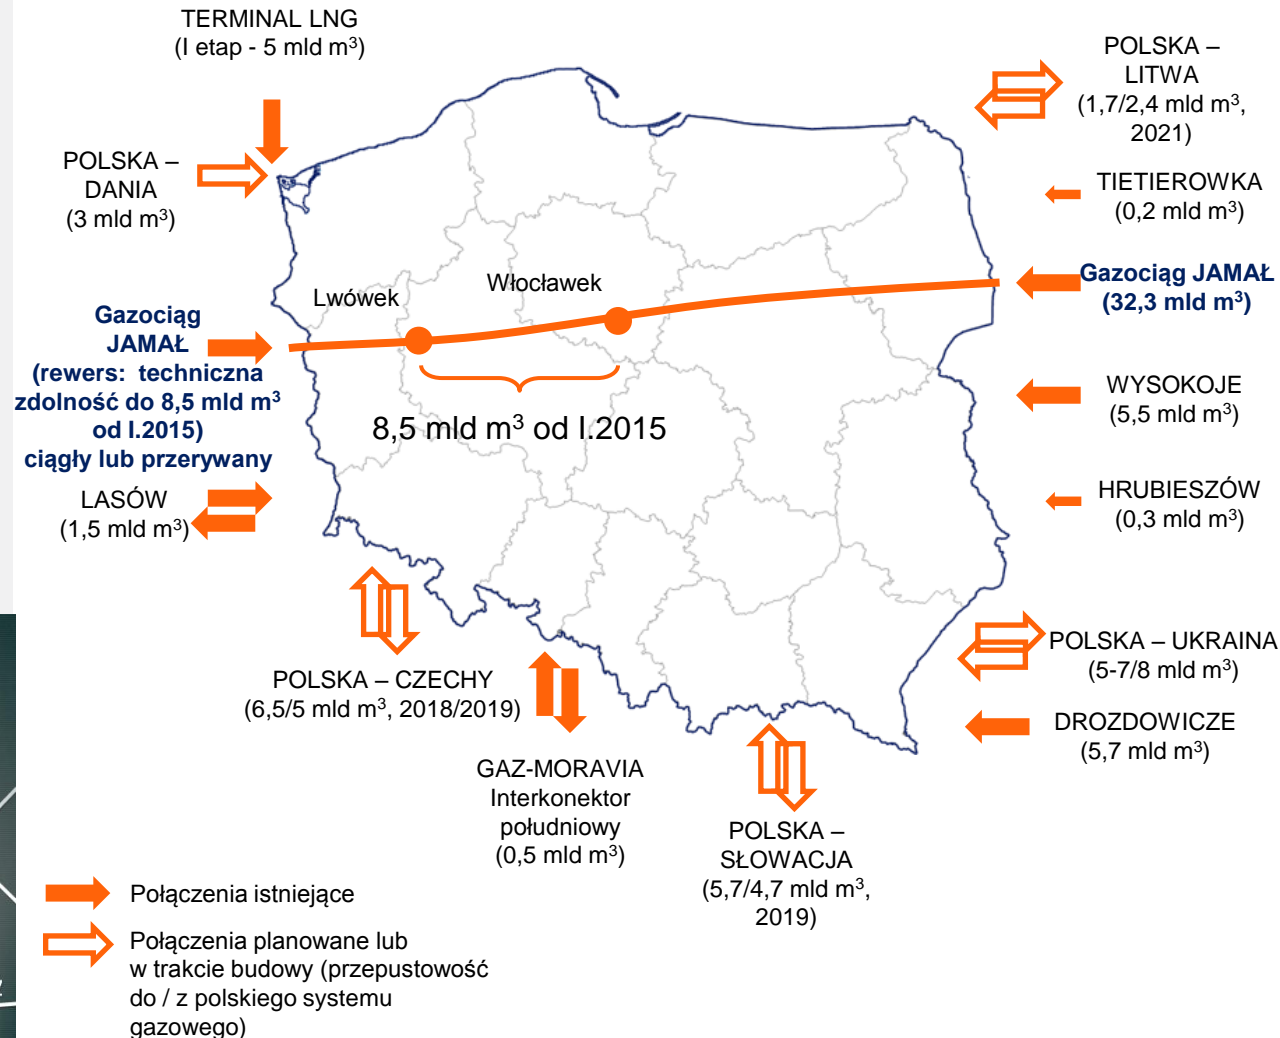 TERMINAL LNG
(I etap - 5 mld m³)
POLSKA –
LITWA
(1,7/2,4 mld m³,
2021)
POLSKA –
DANIA
(3 mld m³)
TIETIEROWKA
(0,2 mld m³)
Lwówek
Włocławek
Gazociąg JAMAŁ
(32,3 mld m³)
Gazociąg
JAMAŁ
(rewers: techniczna
zdolność do 8,5 mld m³
od I.2015)
ciągły lub przerywany
8,5 mld m³ od I.2015
WYSOKOJE
(5,5 mld m³)
LASÓW
(1,5 mld m³)
HRUBIESZÓW
(0,3 mld m³)
POLSKA – UKRAINA
(5-7/8 mld m³)
POLSKA – CZECHY
(6,5/5 mld m³, 2018/2019)
DROZDOWICZE
(5,7 mld m³)
GAZ-MORAVIA
Interkonektor
południowy
(0,5 mld m³)
POLSKA –
SŁOWACJA
(5,7/4,7 mld m³,
2019)
Połączenia istniejące
Połączenia planowane lub
w trakcie budowy (przepustowość
do / z polskiego systemu
gazowego)